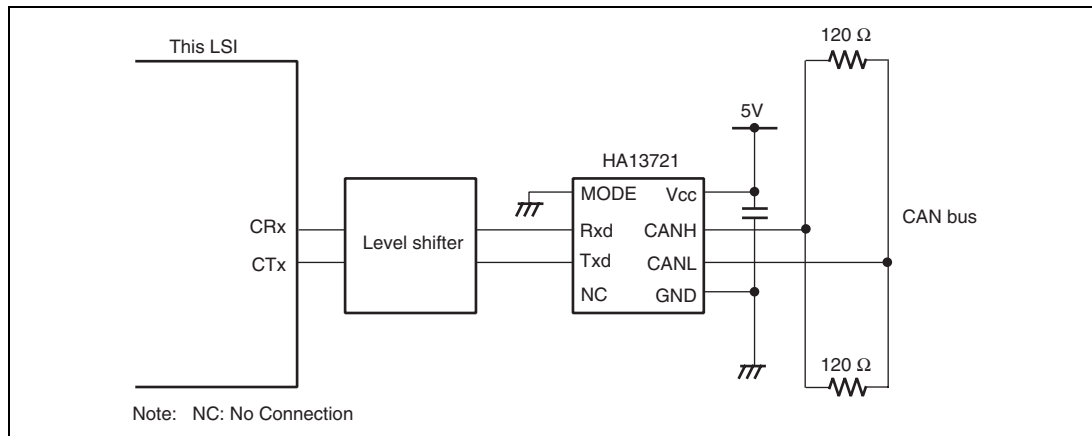 This LSI
CRx
CTx
Level shifter
HA13721
MODE
Rxd
Txd
NC
Vcc
CANH
CANL
GND
5V
120 Ω
CAN bus
120 Ω
Note: NC: No Connection